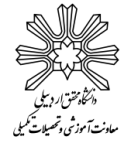 دانشگاه محقق اردبیلی
معاونت آموزشی و تحصیلات تکمیلی